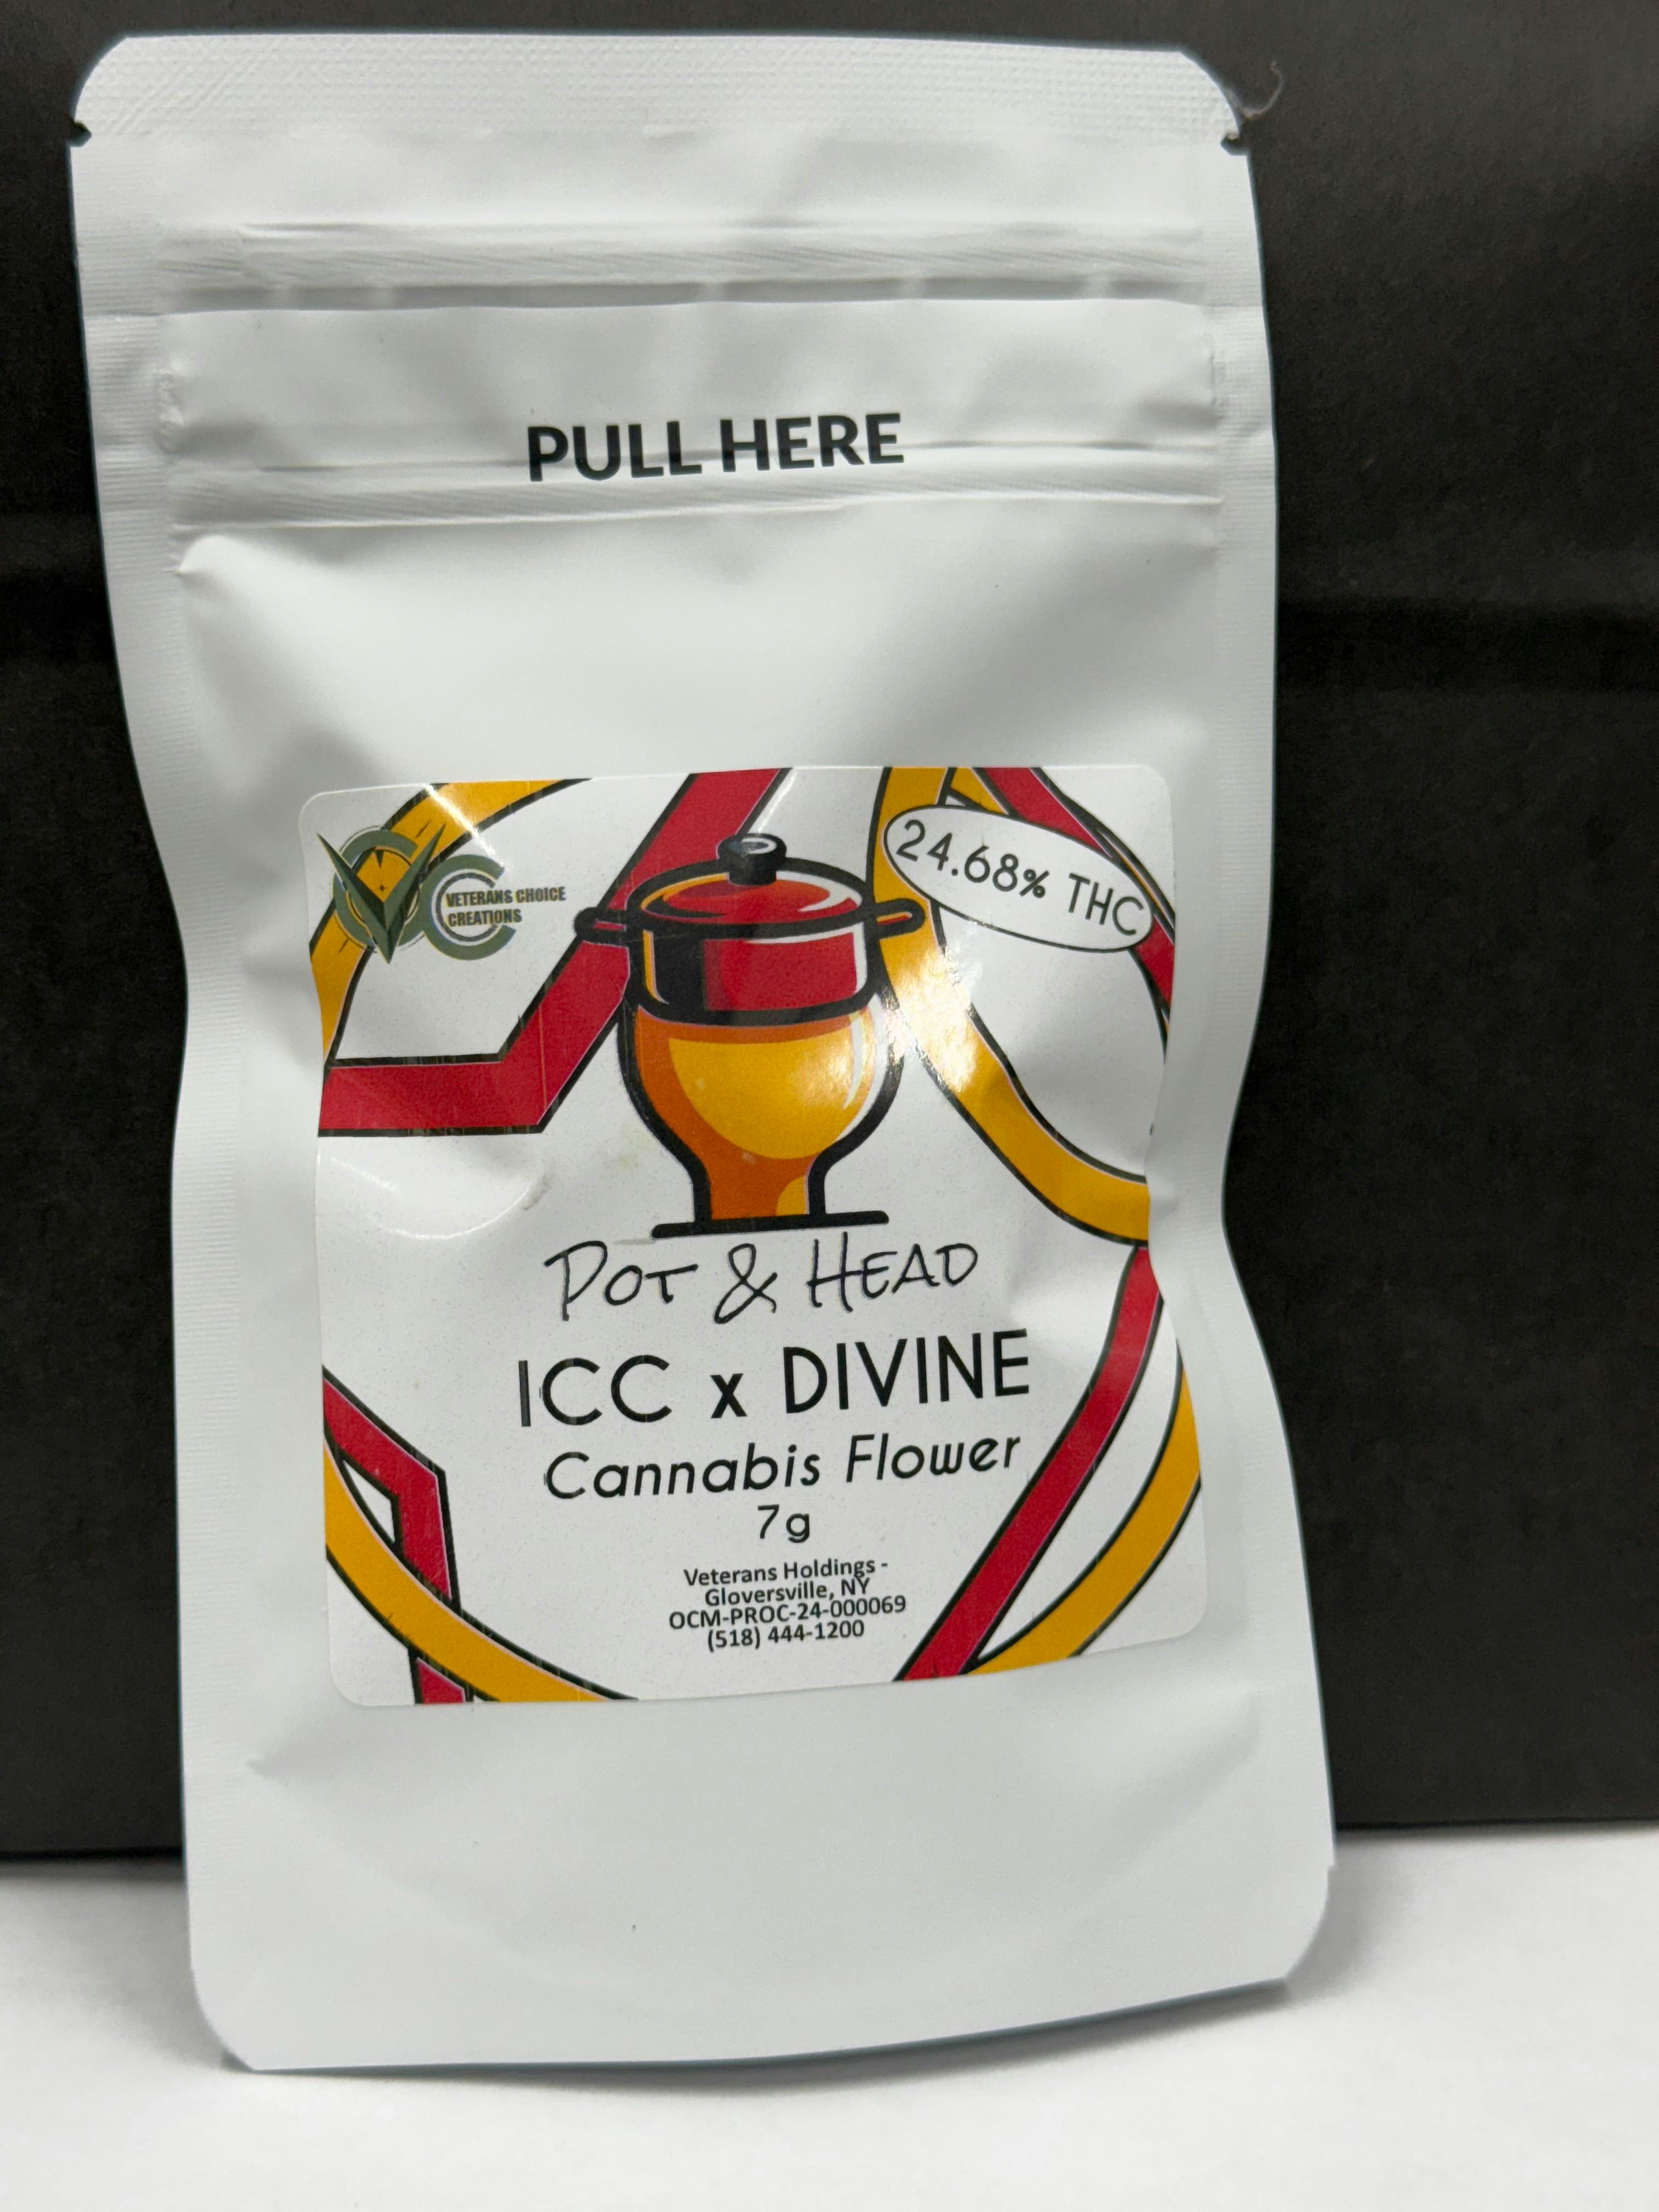 PULL HERE
VETERANS CHOICE
CREATIONS
24.68% THC
POT & HEAD
ICC x DIVINE
Cannabis Flower
7g
Veterans Holdings -
Gloversville, NY
OCM-PROC-24-000069
(518) 444-1200